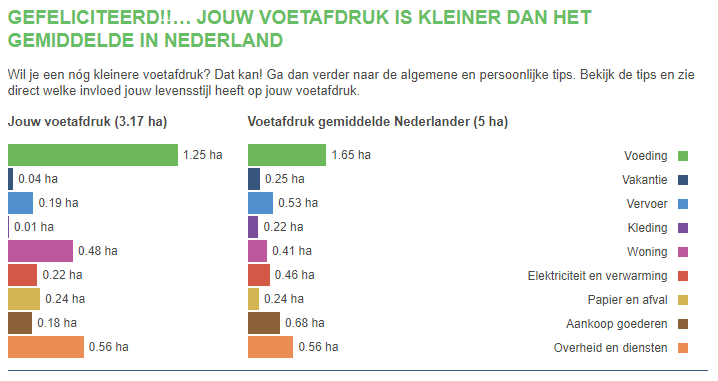 GEFELICITEERD!!... JOUW VOETAFDRUK IS KLEINER DAN HET
GEMIDDELDE IN NEDERLAND
Wil je een nóg kleinere voetafdruk? Dat kan! Ga dan verder naar de algemene en persoonlijke tips. Bekijk de tips en zie
direct welke invloed jouw levensstijl heeft op jouw voetafdruk.
Jouw voetafdruk (3.17 ha) Voetafdruk gemiddelde Nederlander (5 ha)
1.25 ha 1.65 ha Voeding
0.04 ha 0.25 ha Vakantie
0.19 ha 0.53 ha Vervoer
0.01 ha 0.22 ha Kleding
0.48 ha 0.41 ha Woning
0.22 ha 0.46 ha Elektriciteit en verwarming
0.24 ha 0.24 ha Papier en afval
0.18 ha 0.68 ha Aankoop goederen
0.56 ha 0.56 ha Overheid en diensten